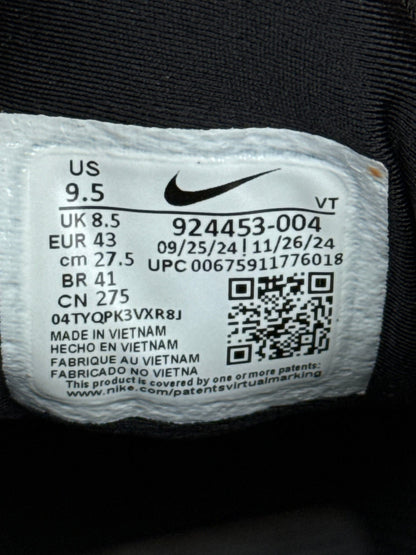 US
9.5
VT
UK 8.5
924453-004
EUR 43
09/25/24 | 11/26/24
cm 27.5
UPC 00675911776018
BR 41
CN 275
04TYQPK3VXR8J
MADE IN VIETNAM
HECHO EN VIETNAM
FABRIQUE AU VIETNAM
FABRICADO NO VIETNA
This product is covered by one or more patents:
www.nike.com/patentsvirtualmarking